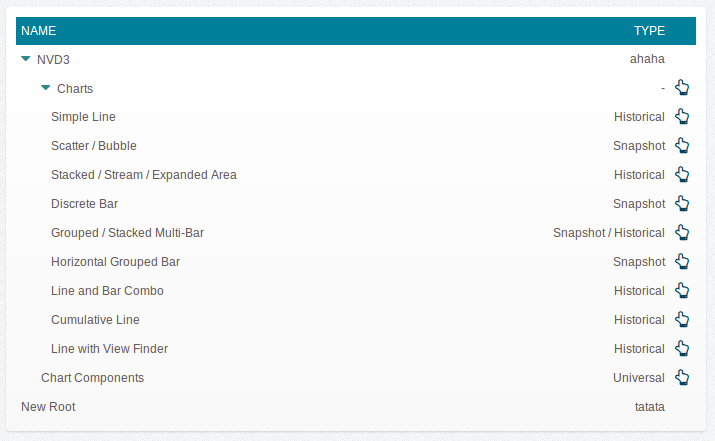 NAME TYPE
NVD3 ahaha
Charts -
Simple Line Historical
Scatter / Bubble Snapshot
Stacked / Stream / Expanded Area Historical
Discrete Bar Snapshot
Grouped / Stacked Multi-Bar Snapshot / Historical
Horizontal Grouped Bar Snapshot
Line and Bar Combo Historical
Cumulative Line Historical
Line with View Finder Historical
Chart Components Universal
New Root tatata